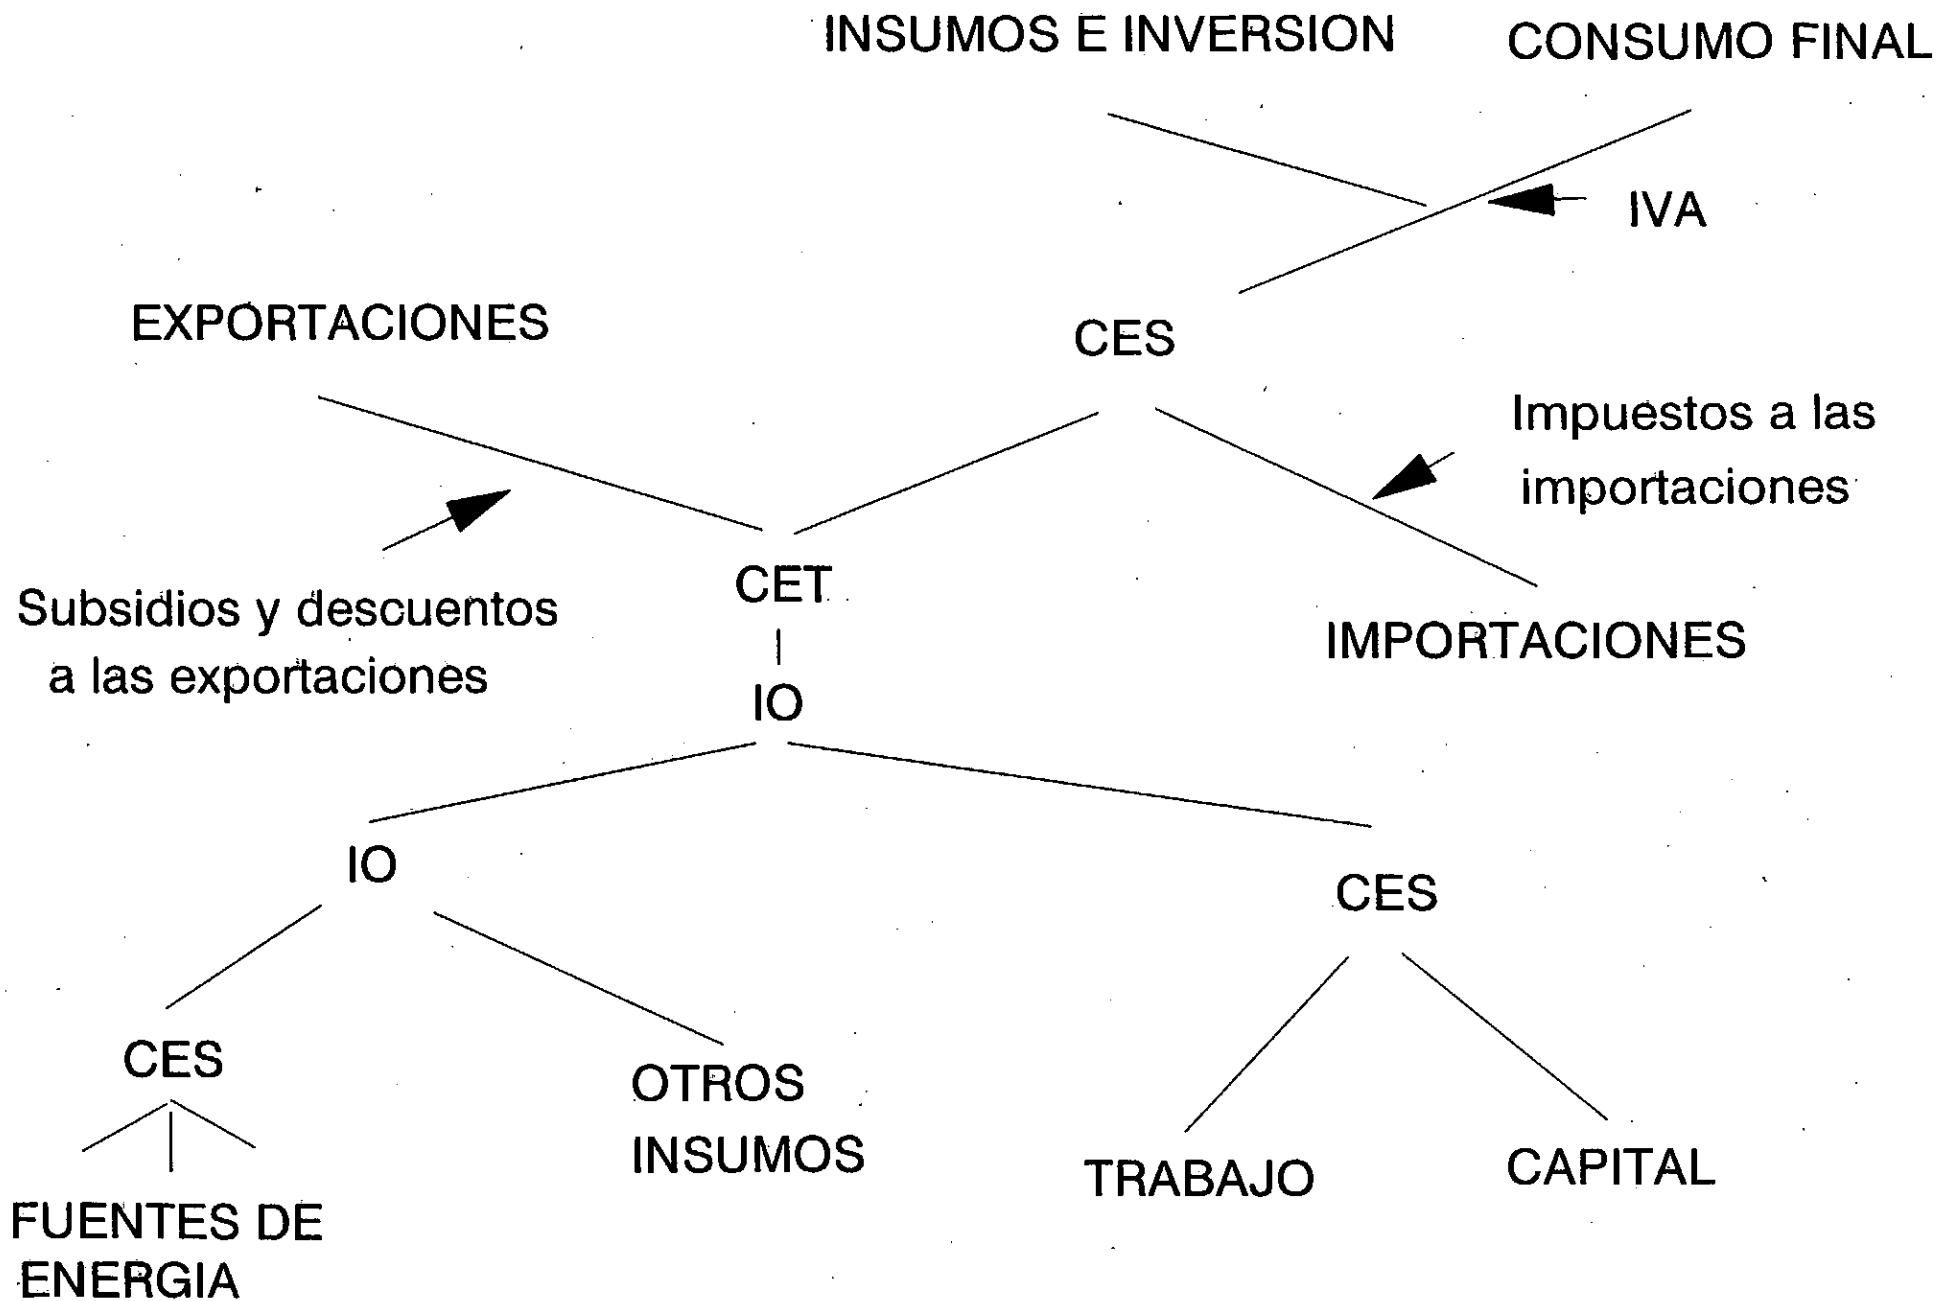 INSUMOS E INVERSION
CONSUMO FINAL
IVA
EXPORTACIONES
CES
Impuestos a las
importaciones
CET
Subsidios y descuentos
a las exportaciones
IMPORTACIONES
IO
IO
CES
CES
OTROS
INSUMOS
TRABAJO
CAPITAL
FUENTES DE
ENERGIA